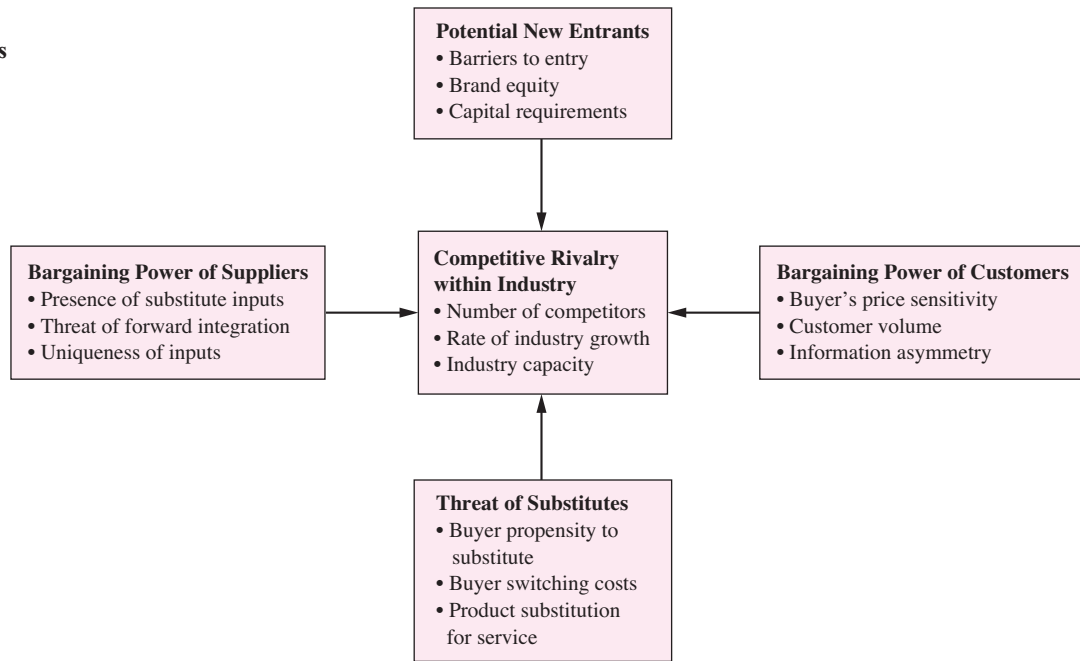 s
Potential New Entrants
• Barriers to entry
• Brand equity
• Capital requirements
Bargaining Power of Suppliers
• Presence of substitute inputs
• Threat of forward integration
• Uniqueness of inputs
Competitive Rivalry
within Industry
• Number of competitors
• Rate of industry growth
• Industry capacity
Bargaining Power of Customers
• Buyer’s price sensitivity
• Customer volume
• Information asymmetry
Threat of Substitutes
• Buyer propensity to
substitute
• Buyer switching costs
• Product substitution
for service